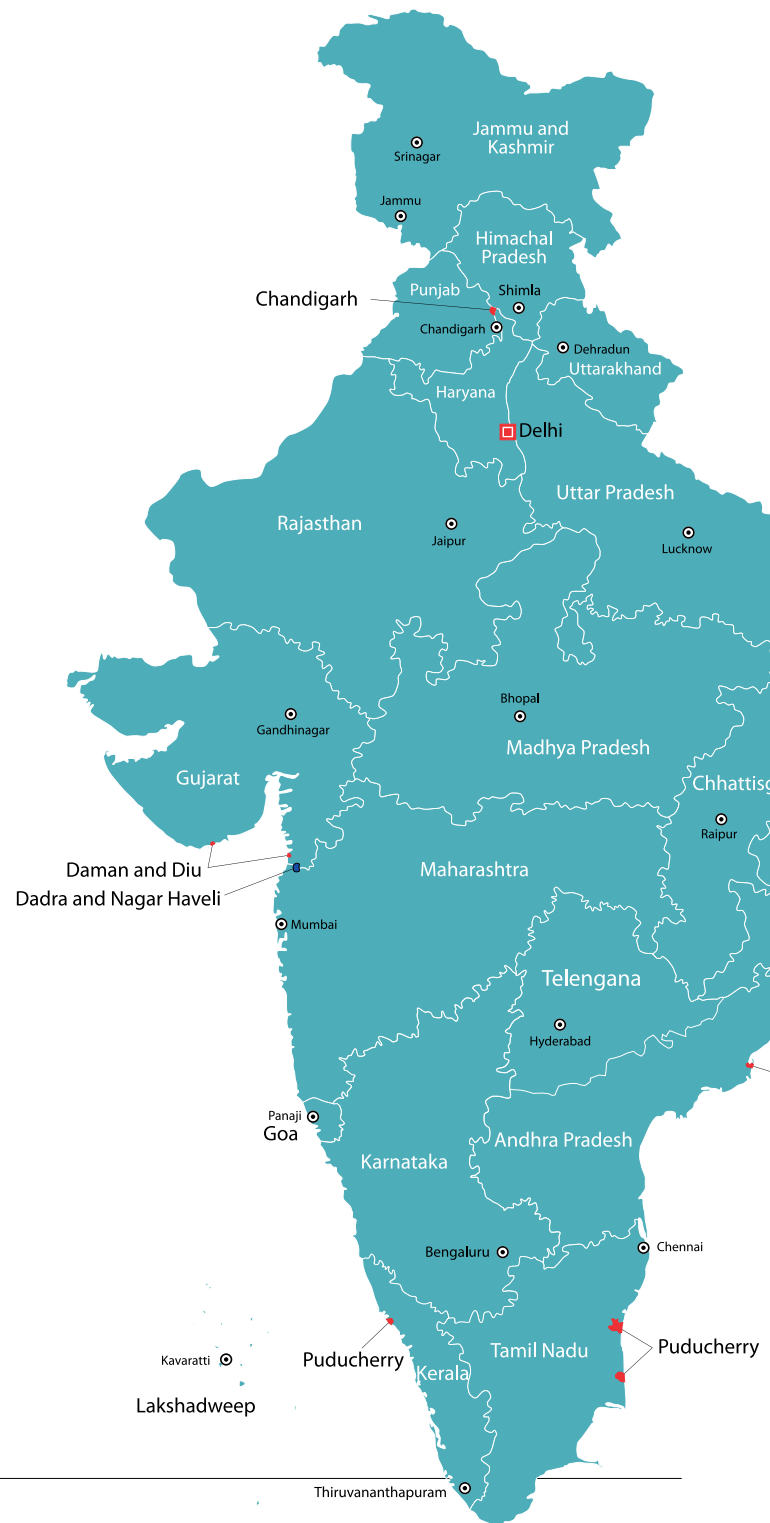 Jammu and
Kashmir
Srinagar
Jammu
Himachal
Pradesh
Punjab
Shimla
Chandigarh
Chandigarh
Dehradun
Uttarakhand
Haryana
Delhi
Uttar Pradesh
Rajasthan
Jaipur
Lucknow
Bhopal
Gandhinagar
Madhya Pradesh
Gujarat
Chhattisg
Raipur
Daman and Diu
Maharashtra
Dadra and Nagar Haveli
Mumbai
Telengana
Hyderabad
Panaji
Goa
Andhra Pradesh
Karnataka
Bengaluru
Chennai
Kavaratti
Puducherry
Tamil Nadu
Puducherry
Kerala
Lakshadweep
Thiruvananthapuram